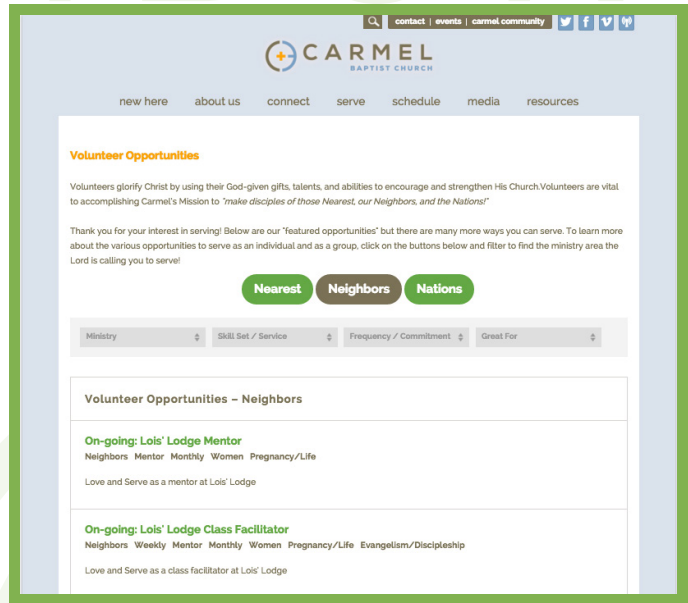 contact | events | carmel community
CARMEL
BAPTIST CHURCH
new here about us connect serve schedule media resources
Volunteer Opportunities
Volunteers glorify Christ by using their God-given gifts, talents, and abilities to encourage and strengthen His Church.Volunteers are vital
to accomplishing Carmel's Mission to "make disciples of those Nearest, our Neighbors, and the Nations!"
Thank you for your interest in serving! Below are our "featured opportunities" but there are many more ways you can serve. To learn more
about the various opportunities to serve as an individual and as a group, click on the buttons below and filter to find the ministry area the
Lord is calling you to serve!
Nearest Neighbors Nations
Ministry Skill Set / Service Frequency / Commitment Great For
Volunteer Opportunities – Neighbors
On-going: Lois' Lodge Mentor
Neighbors Mentor Monthly Women Pregnancy/Life
Love and Serve as a mentor at Lois' Lodge
On-going: Lois' Lodge Class Facilitator
Neighbors Weekly Mentor Monthly Women Pregnancy/Life Evangelism/Discipleship
Love and Serve as a class facilitator at Lois' Lodge